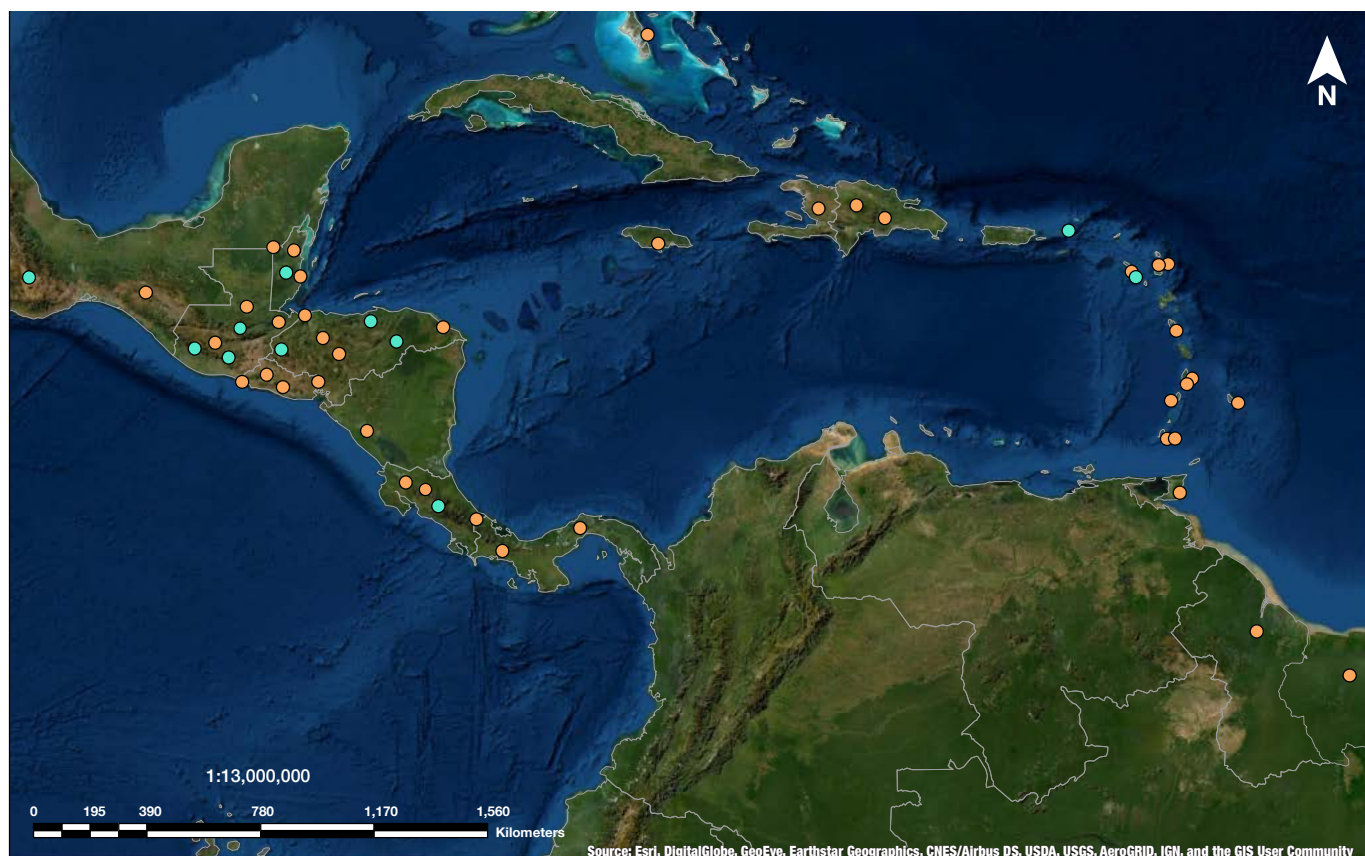 N
1:13,000,000
0 195 390 780 1,170 1,560
Kilometers
Source: Esri, DigitalGlobe, GeoEye, Earthstar Geographics, CNES/Airbus DS, USDA, USGS, AeroGRID, IGN, and the GIS User Community